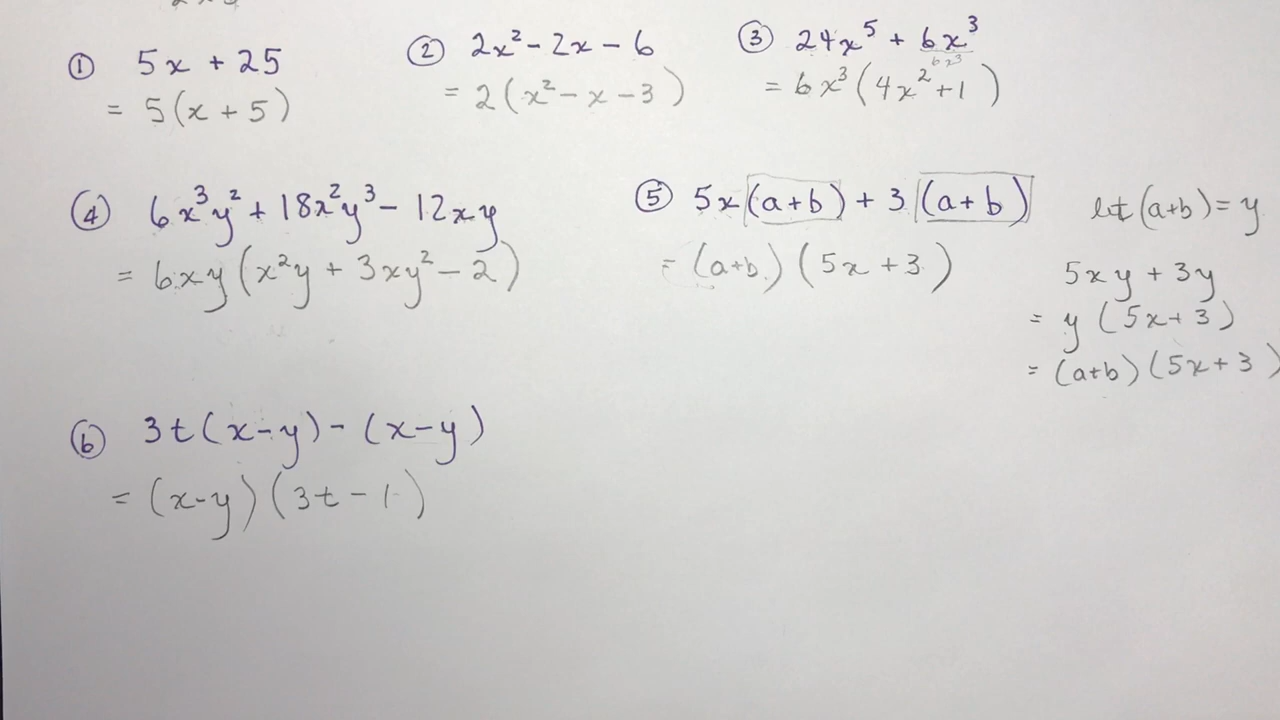 ① 5x + 25
= 5(x + 5)
② 2x² - 2x - 6
= 2(x² - x - 3)
③ 24x⁵ + 6x³
6x³
= 6x³(4x² + 1)
④ 6x³y² + 18x²y³ - 12xy
= 6xy(x²y + 3xy² - 2)
⑤ 5x(a+b) + 3(a+b)
= (a+b)(5x + 3)
let (a+b) = y
5xy + 3y
= y(5x + 3)
= (a+b)(5x + 3)
⑥ 3t(x-y) - (x-y)
= (x-y)(3t - 1)